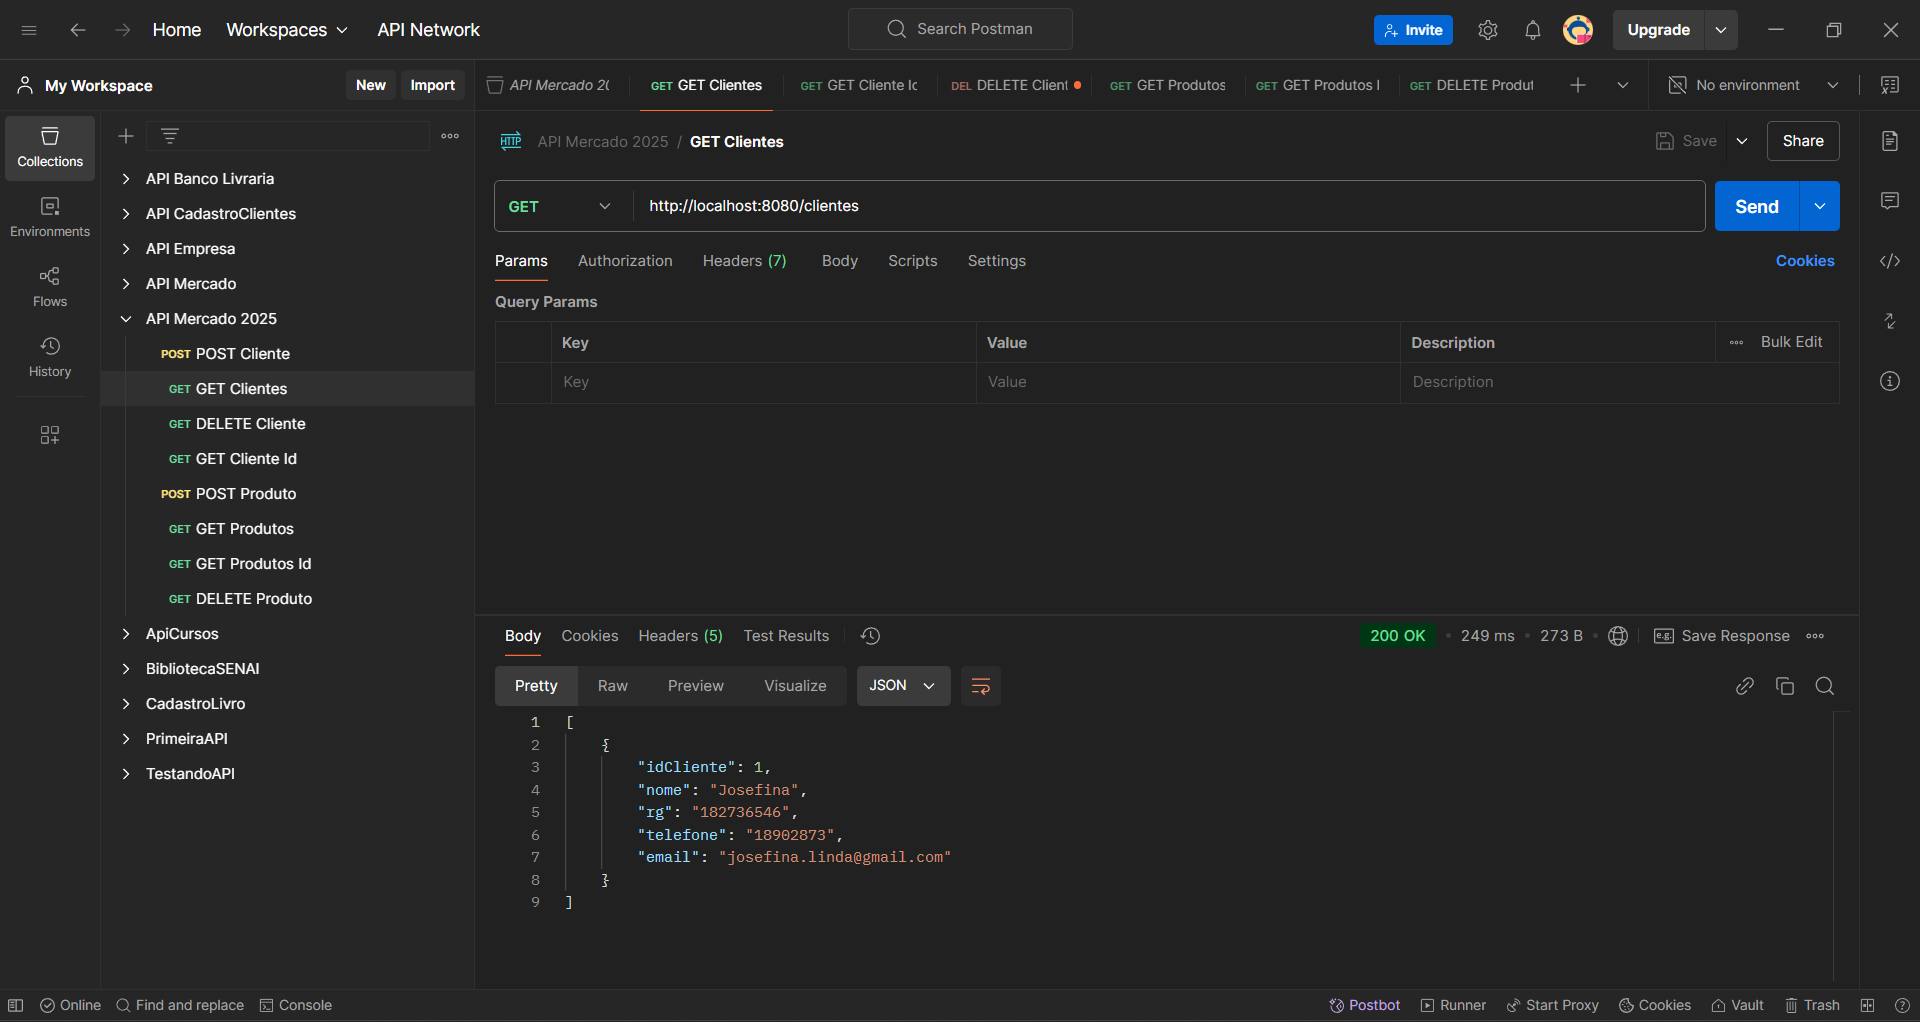 Home
Workspaces
API Network
Search Postman
Invite
Upgrade
My Workspace
New
Import
API Mercado 20
GET GET Clientes
GET GET Cliente Ic
DEL DELETE Client
GET GET Produtos
GET GET Produtos I
GET DELETE Produt
No environment
Collections
Environments
Flows
History
API Banco Livraria
API CadastroClientes
API Empresa
API Mercado
API Mercado 2025
POST POST Cliente
GET GET Clientes
GET DELETE Cliente
GET GET Cliente Id
POST POST Produto
GET GET Produtos
GET GET Produtos Id
GET DELETE Produto
ApiCursos
BibliotecaSENAI
CadastroLivro
PrimeiraAPI
TestandoAPI
HTTP API Mercado 2025 / GET Clientes
Save
Share
GET
http://localhost:8080/clientes
Send
Params
Authorization
Headers (7)
Body
Scripts
Settings
Cookies
Query Params
Key
Value
Description
Bulk Edit
Key
Value
Description
Body
Cookies
Headers (5)
Test Results
200 OK
249 ms
273 B
e.g. Save Response
Pretty
Raw
Preview
Visualize
JSON
1 [
2 {
3 "idCliente": 1,
4 "nome": "Josefina",
5 "rg": "182736546",
6 "telefone": "18902873",
7 "email": "josefina.linda@gmail.com"
8 }
9 ]
Online
Find and replace
Console
Postbot
Runner
Start Proxy
Cookies
Vault
Trash